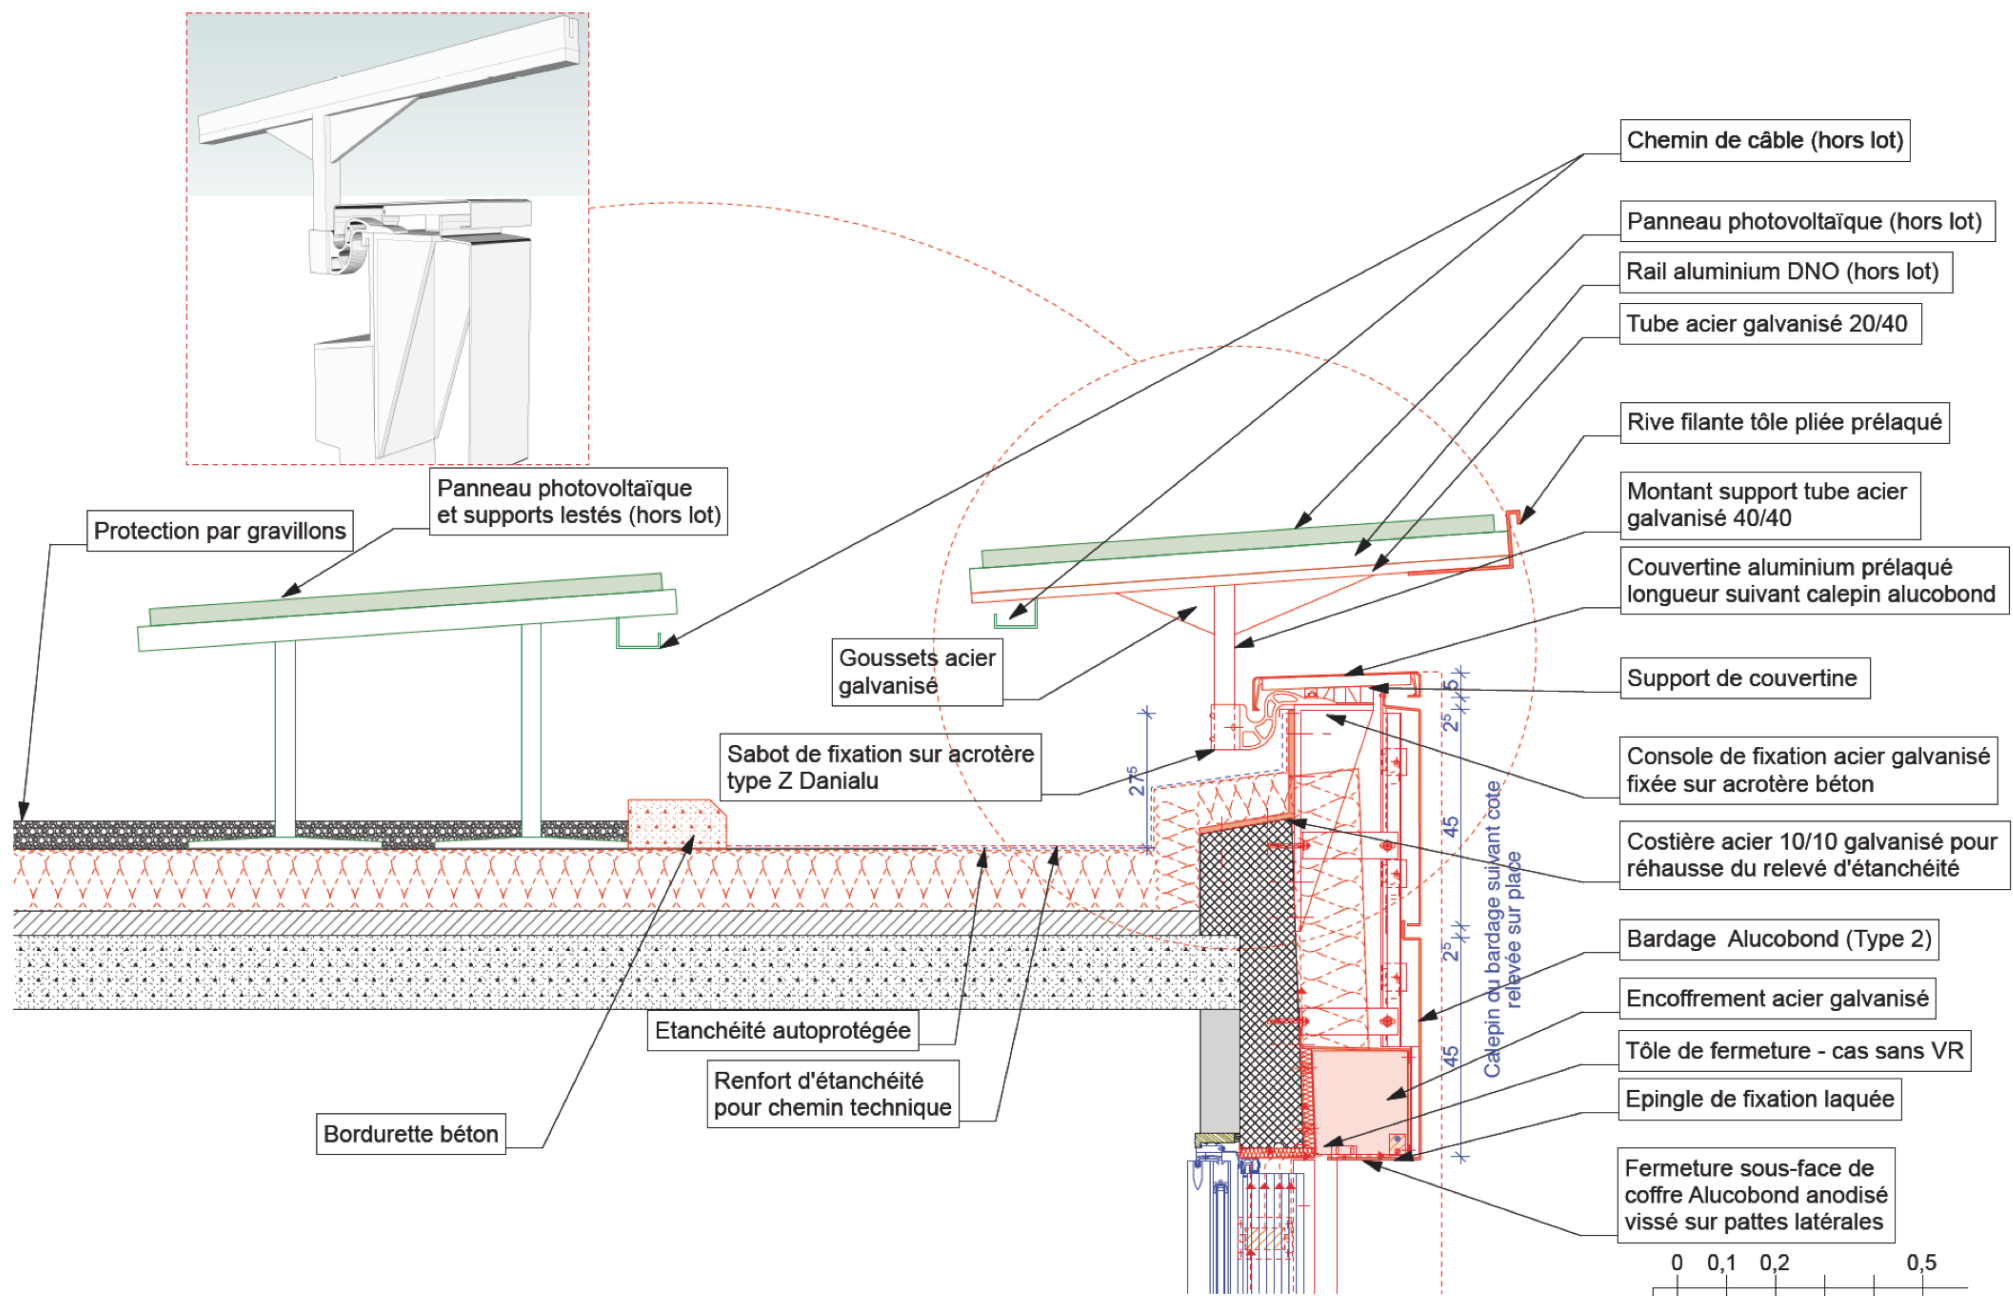 Chemin de câble (hors lot)
Panneau photovoltaïque (hors lot)
Rail aluminium DNO (hors lot)
Tube acier galvanisé 20/40
Rive filante tôle pliée prélaqué
Panneau photovoltaïque
et supports lestés (hors lot)
Protection par gravillons
Montant support tube acier
galvanisé 40/40
Couvertine aluminium prélaqué
longueur suivant calepin alucobond
Goussets acier
galvanisé
Support de couvertine
Sabot de fixation sur acrotère
type Z Danialu
Console de fixation acier galvanisé
fixée sur acrotère béton
Costière acier 10/10 galvanisé pour
réhausse du relevé d'étanchéité
Bardage Alucobond (Type 2)
Encoffrement acier galvanisé
Tôle de fermeture - cas sans VR
Epingle de fixation laquée
Fermeture sous-face de
coffre Alucobond anodisé
vissé sur pattes latérales
Etanchéité autoprotégée
Renfort d'étanchéité
pour chemin technique
Bordurette béton
27⁵
5
2⁵
45
2⁵
45
Calepin du bardage suivant cote
relevée sur place
0 0,1 0,2 0,5